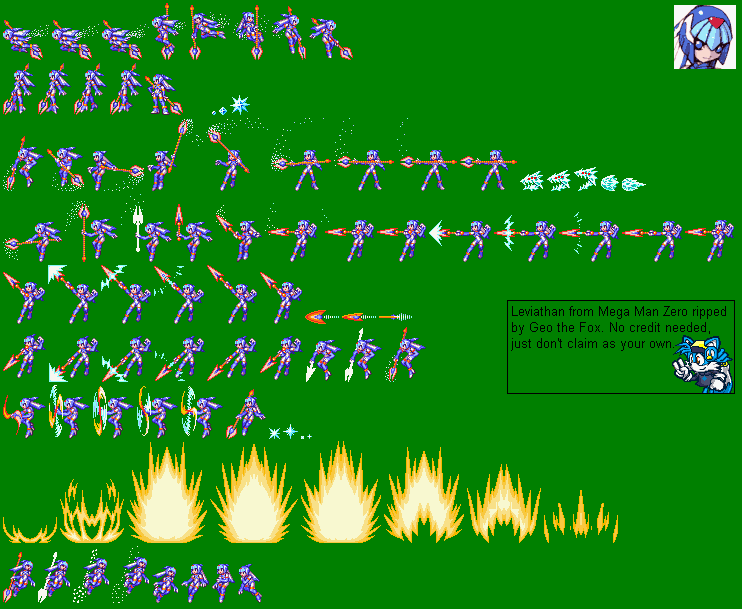 Leviathan from Mega Man Zero ripped
by Geo the Fox. No credit needed,
just don't claim as your own.